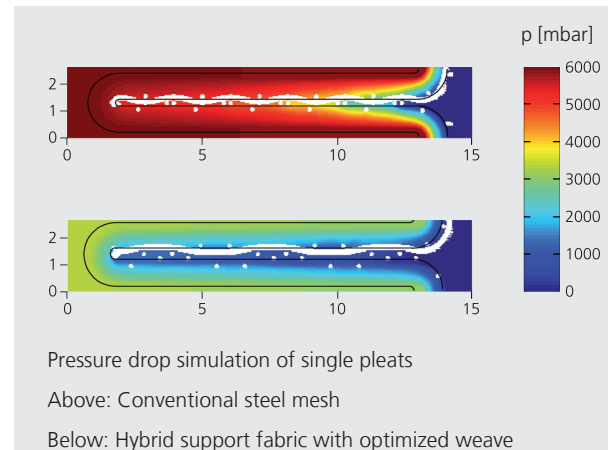 p [mbar]
2
1
0
0 5 10 15
6000
5000
4000
3000
2000
1000
0
2
1
0
0 5 10 15
Pressure drop simulation of single pleats
Above: Conventional steel mesh
Below: Hybrid support fabric with optimized weave